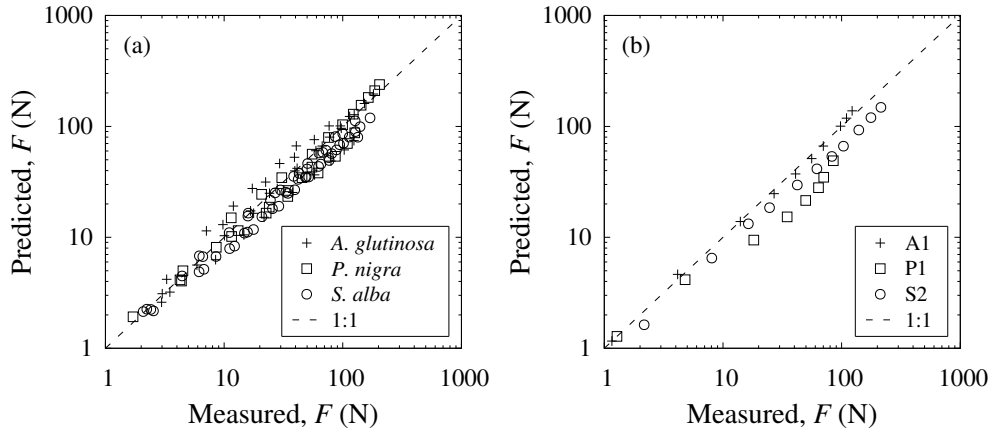 (a)
Predicted, F (N)
1000
100
10
1
1 10 100 1000
Measured, F (N)
A. glutinosa
P. nigra
S. alba
1:1
(b)
Predicted, F (N)
1000
100
10
1
1 10 100 1000
Measured, F (N)
A1
P1
S2
1:1